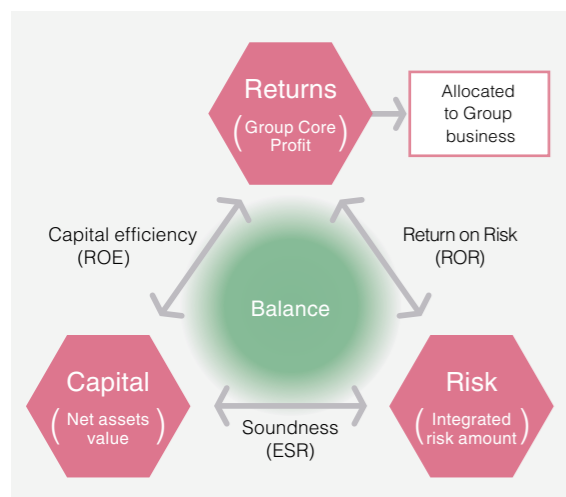 Returns
(Group Core
Profit)
Allocated
to Group
business
Capital efficiency
(ROE)
Return on Risk
(ROR)
Balance
Capital
(Net assets
value)
Soundness
(ESR)
Risk
(Integrated
risk amount)